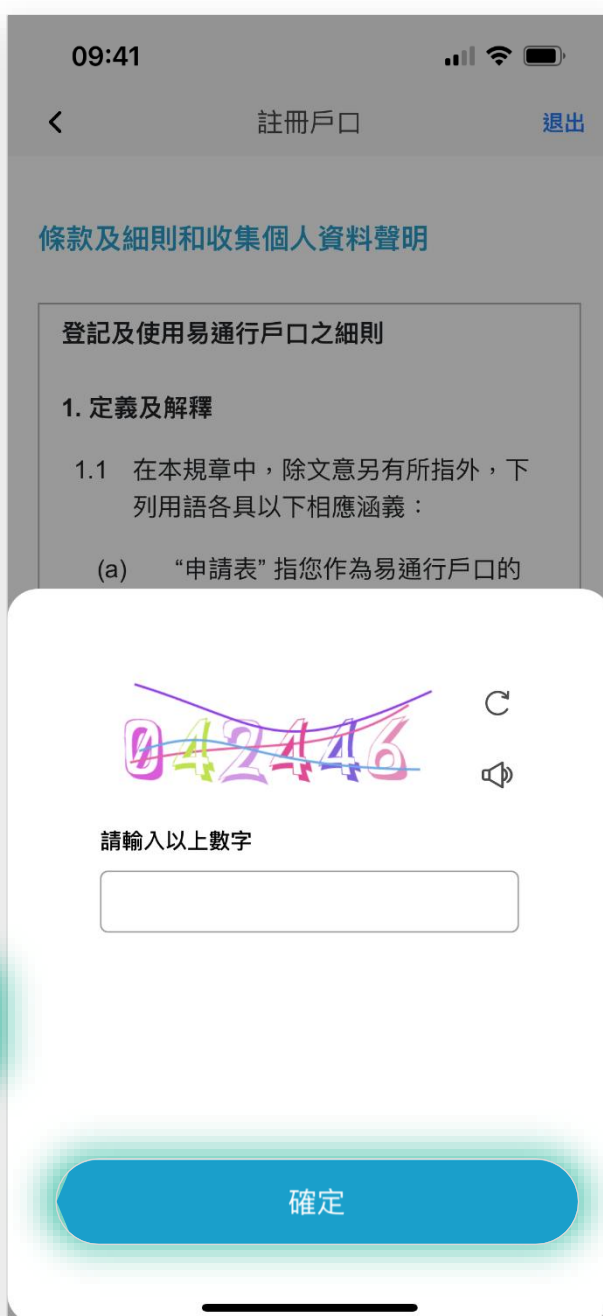 09:41
註冊戶口
退出
條款及細則和收集個人資料聲明
登記及使用易通行戶口之細則
1. 定義及解釋
1.1 在本規章中，除文意另有所指外，下
列用語各具以下相應涵義：
(a) “申請表” 指您作為易通行戶口的
042446
請輸入以上數字
確定